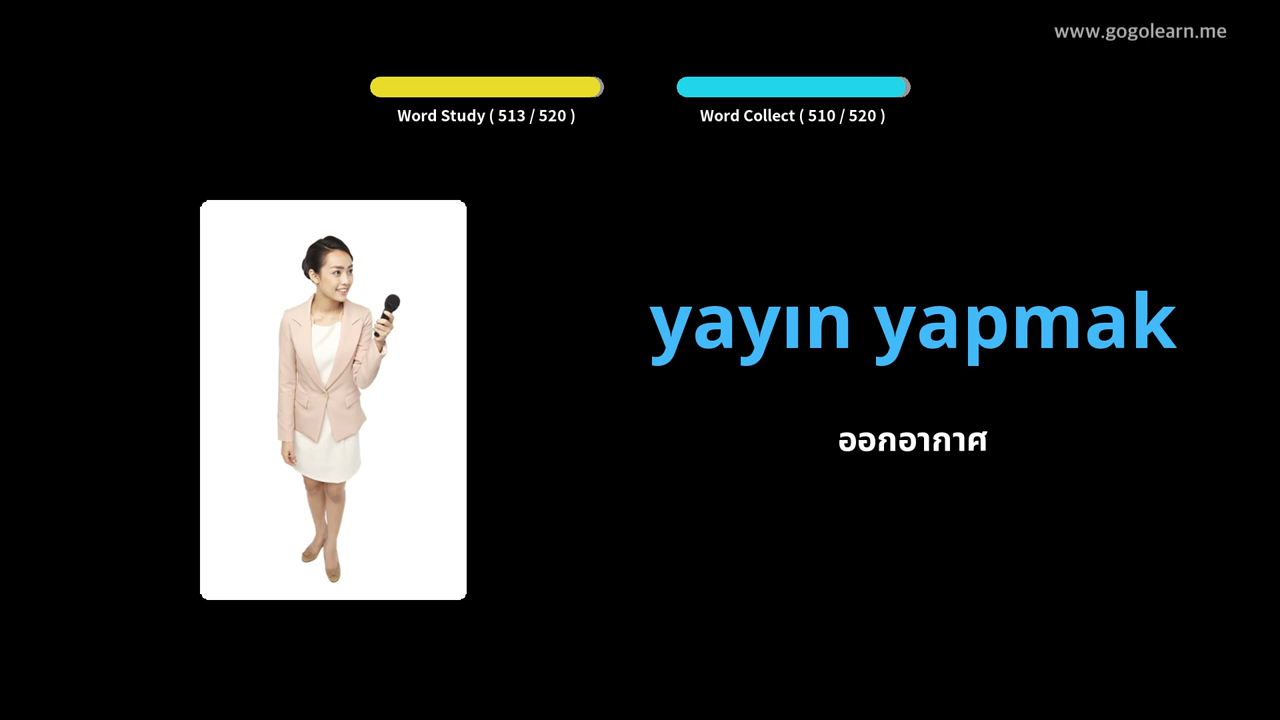 www.gogolearn.me
Word Study ( 513 / 520 )
Word Collect ( 510 / 520 )
yayın yapmak
ออกอากาศ